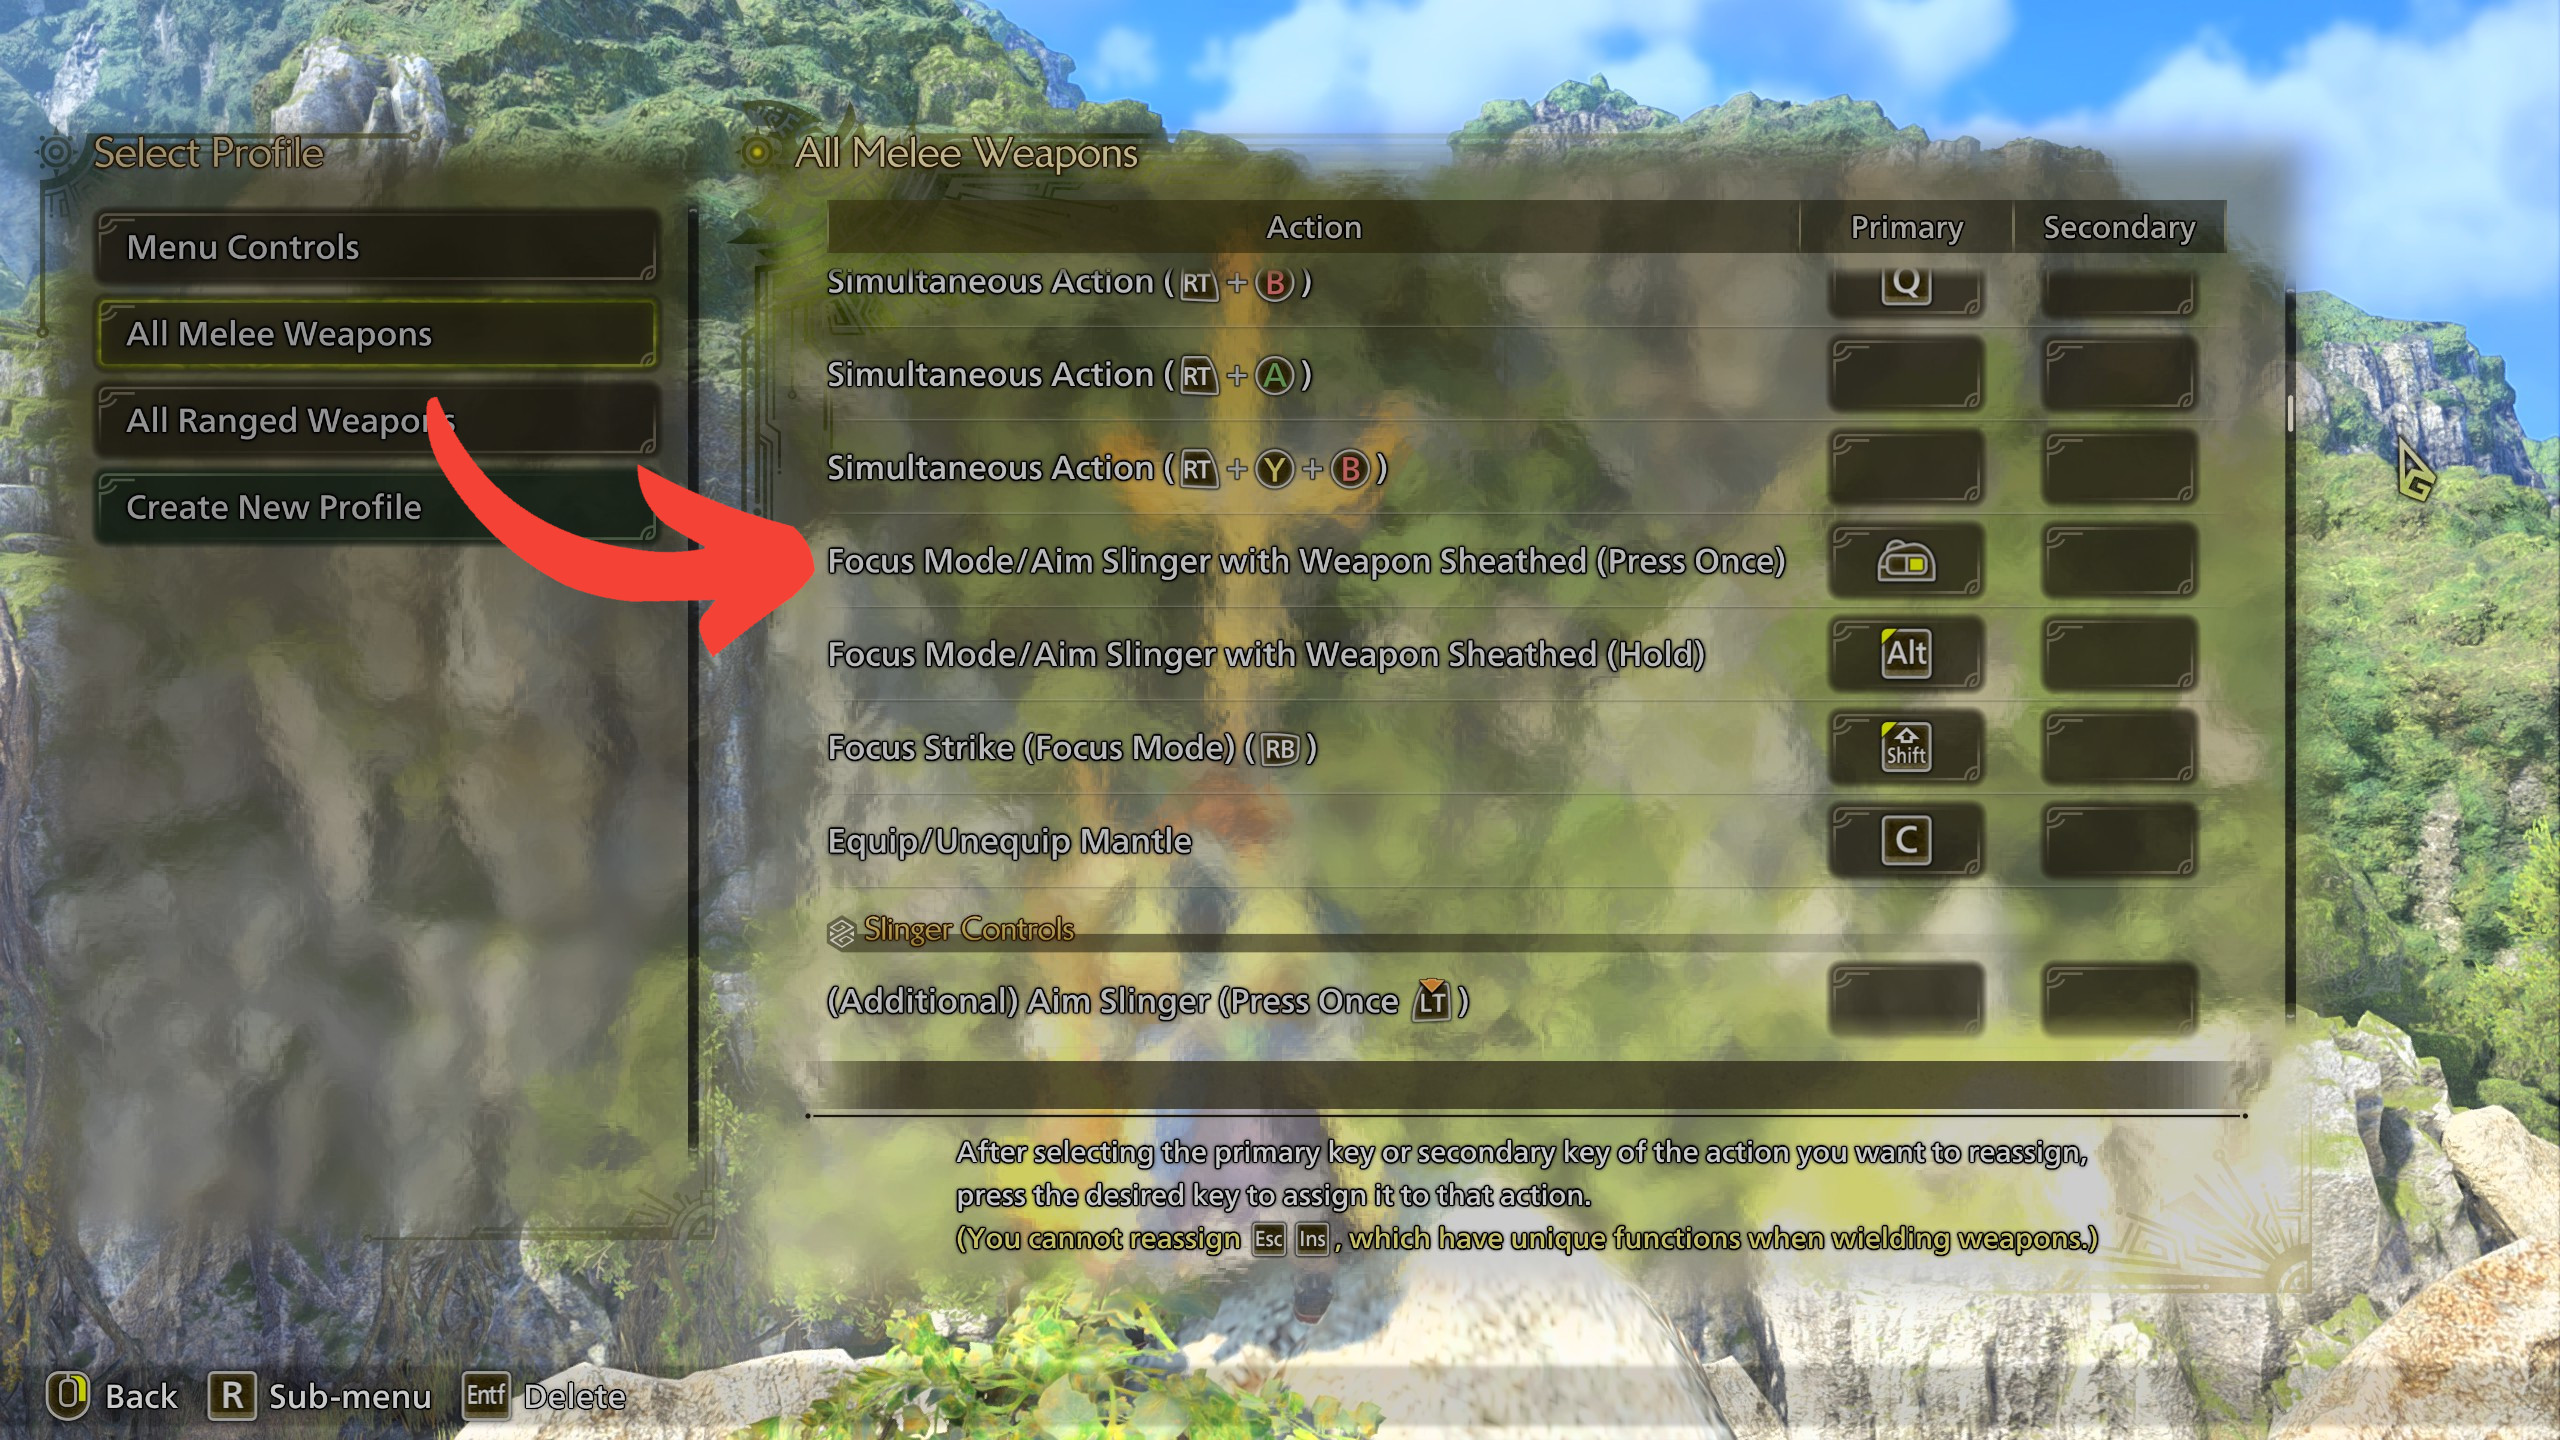 Select Profile
Menu Controls
All Melee Weapons
All Ranged Weapons
Create New Profile
All Melee Weapons
Action Primary Secondary
Simultaneous Action (RT + B) Q
Simultaneous Action (RT + A)
Simultaneous Action (RT + Y + B)
Focus Mode/Aim Slinger with Weapon Sheathed (Press Once)
Focus Mode/Aim Slinger with Weapon Sheathed (Hold) Alt
Focus Strike (Focus Mode) (RB) Shift
Equip/Unequip Mantle C
Slinger Controls
(Additional) Aim Slinger (Press Once LT)
After selecting the primary key or secondary key of the action you want to reassign,
press the desired key to assign it to that action.
(You cannot reassign Esc Ins, which have unique functions when wielding weapons.)
Back R Sub-menu Entf Delete